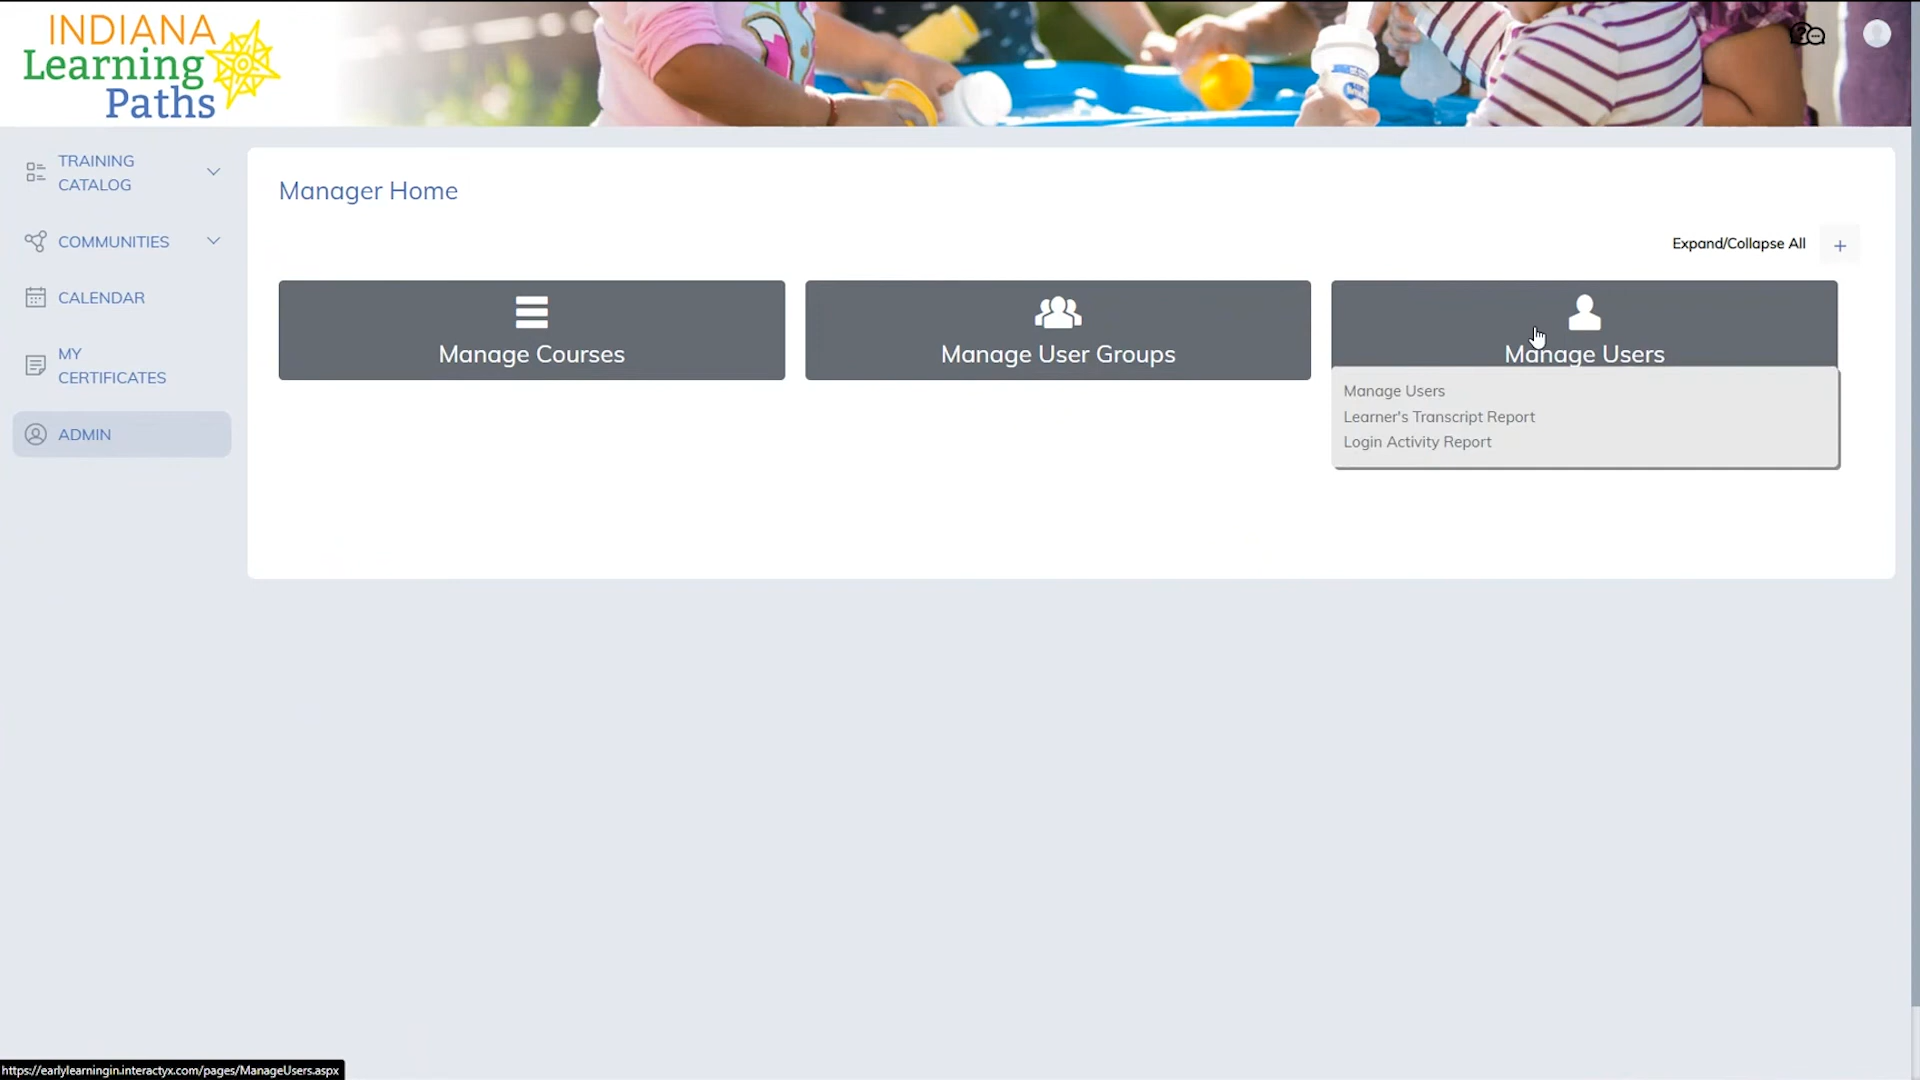 INDIANA
Learning
Paths
TRAINING
CATALOG
COMMUNITIES
CALENDAR
MY
CERTIFICATES
ADMIN
Manager Home
Expand/Collapse All +
Manage Courses
Manage User Groups
Manage Users
Manage Users
Learner's Transcript Report
Login Activity Report
https://earlylearningin.interactyx.com/pages/ManageUsers.aspx